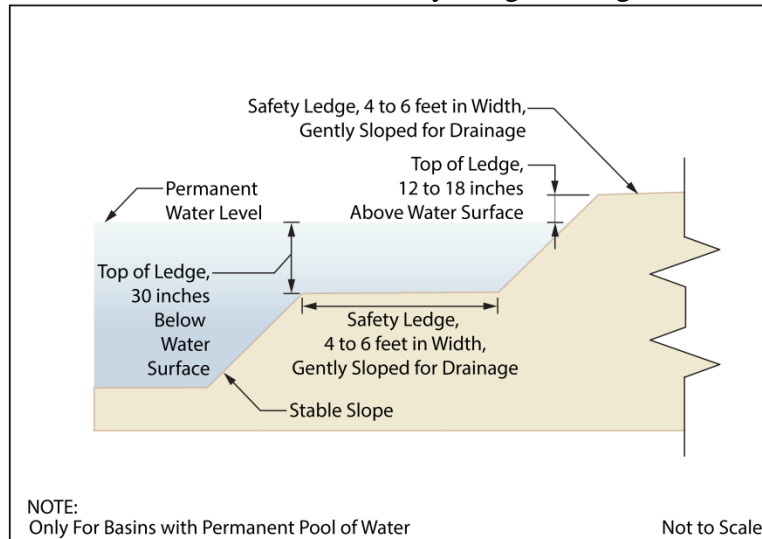 Safety Ledge, 4 to 6 feet in Width,
Gently Sloped for Drainage
Top of Ledge,
12 to 18 inches
Above Water Surface
Permanent
Water Level
Top of Ledge,
30 inches
Below
Water
Surface
Safety Ledge,
4 to 6 feet in Width,
Gently Sloped for Drainage
Stable Slope
NOTE:
Only For Basins with Permanent Pool of Water
Not to Scale